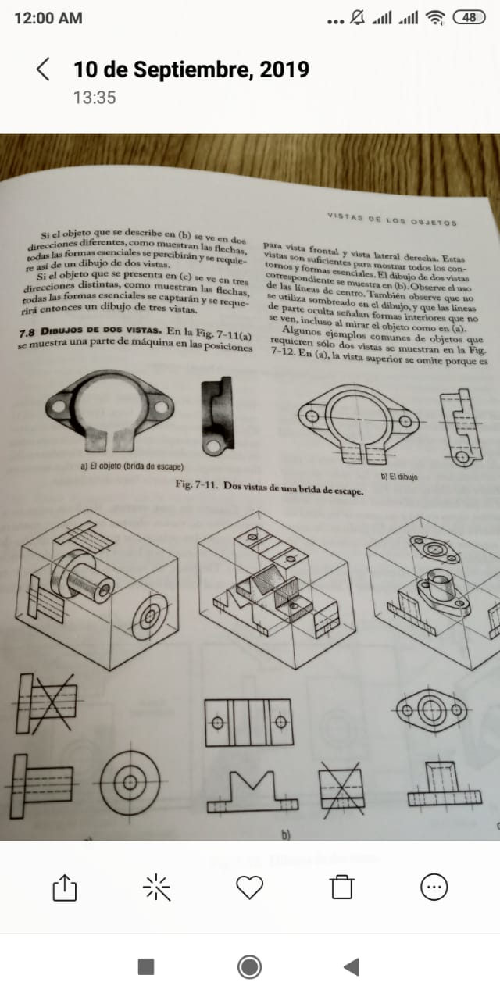 12:00 AM
48
10 de Septiembre, 2019
13:35
VISTAS DE LOS OBJETOS
Si el objeto que se describe en (b) se ve en dos
direcciones diferentes, como muestran las flechas,
todas las formas esenciales se percibirán y se requie-
re así de un dibujo de dos vistas.
Si el objeto que se presenta en (c) se ve en tres
direcciones distintas, como muestran las flechas,
todas las formas esenciales se captarán y se reque-
rirá entonces un dibujo de tres vistas.
7.8 DIBUJOS DE DOS VISTAS. En la Fig. 7-11(a)
se muestra una parte de máquina en las posiciones
para vista frontal y vista lateral derecha. Estas
vistas son suficientes para mostrar todos los con-
tornos y formas esenciales. El dibujo de dos vistas
correspondiente se muestra en (b). Observe el uso
de las líneas de centro. También observe que no
se utiliza sombreado en el dibujo, y que las líneas
de parte oculta señalan formas interiores que no
se ven, incluso al mirar el objeto como en (a).
Algunos ejemplos comunes de objetos que
requieren sólo dos vistas se muestran en la Fig.
7-12. En (a), la vista superior se omite porque es
a) El objeto (brida de escape)
b) El dibujo
Fig. 7-11. Dos vistas de una brida de escape.
b)